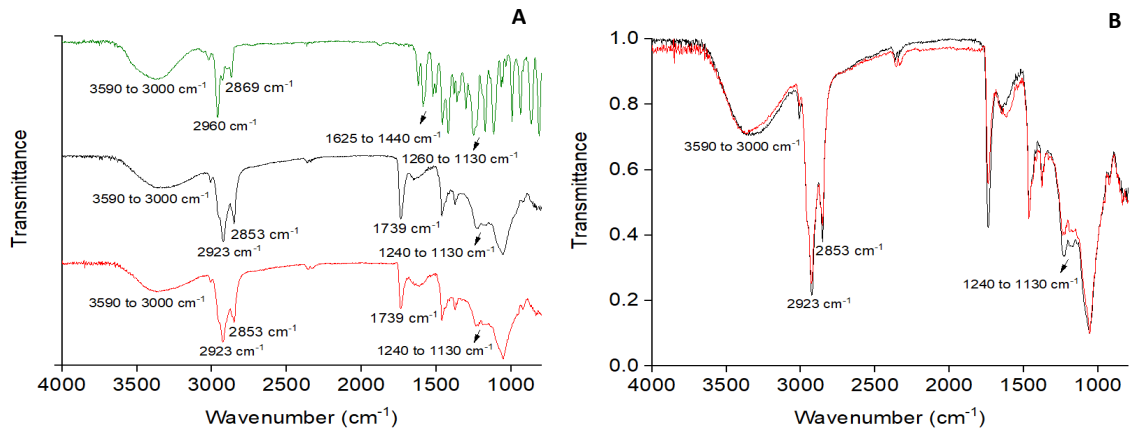 A
3590 to 3000 cm⁻¹
2869 cm⁻¹
2960 cm⁻¹
1625 to 1440 cm⁻¹
1260 to 1130 cm⁻¹
3590 to 3000 cm⁻¹
2853 cm⁻¹
2923 cm⁻¹
1739 cm⁻¹
1240 to 1130 cm⁻¹
3590 to 3000 cm⁻¹
2853 cm⁻¹
2923 cm⁻¹
1739 cm⁻¹
1240 to 1130 cm⁻¹
Transmittance
4000 3500 3000 2500 2000 1500 1000
Wavenumber (cm⁻¹)
B
1.0
0.8
0.6
0.4
0.2
0.0
Transmittance
3590 to 3000 cm⁻¹
2853 cm⁻¹
2923 cm⁻¹
1240 to 1130 cm⁻¹
4000 3500 3000 2500 2000 1500 1000
Wavenumber (cm⁻¹)